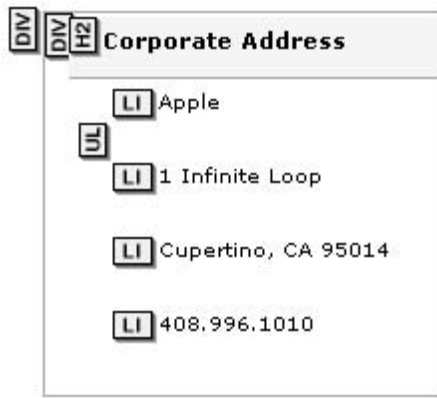 DIV DIV H2 Corporate Address
LI Apple
UL
LI 1 Infinite Loop
LI Cupertino, CA 95014
LI 408.996.1010